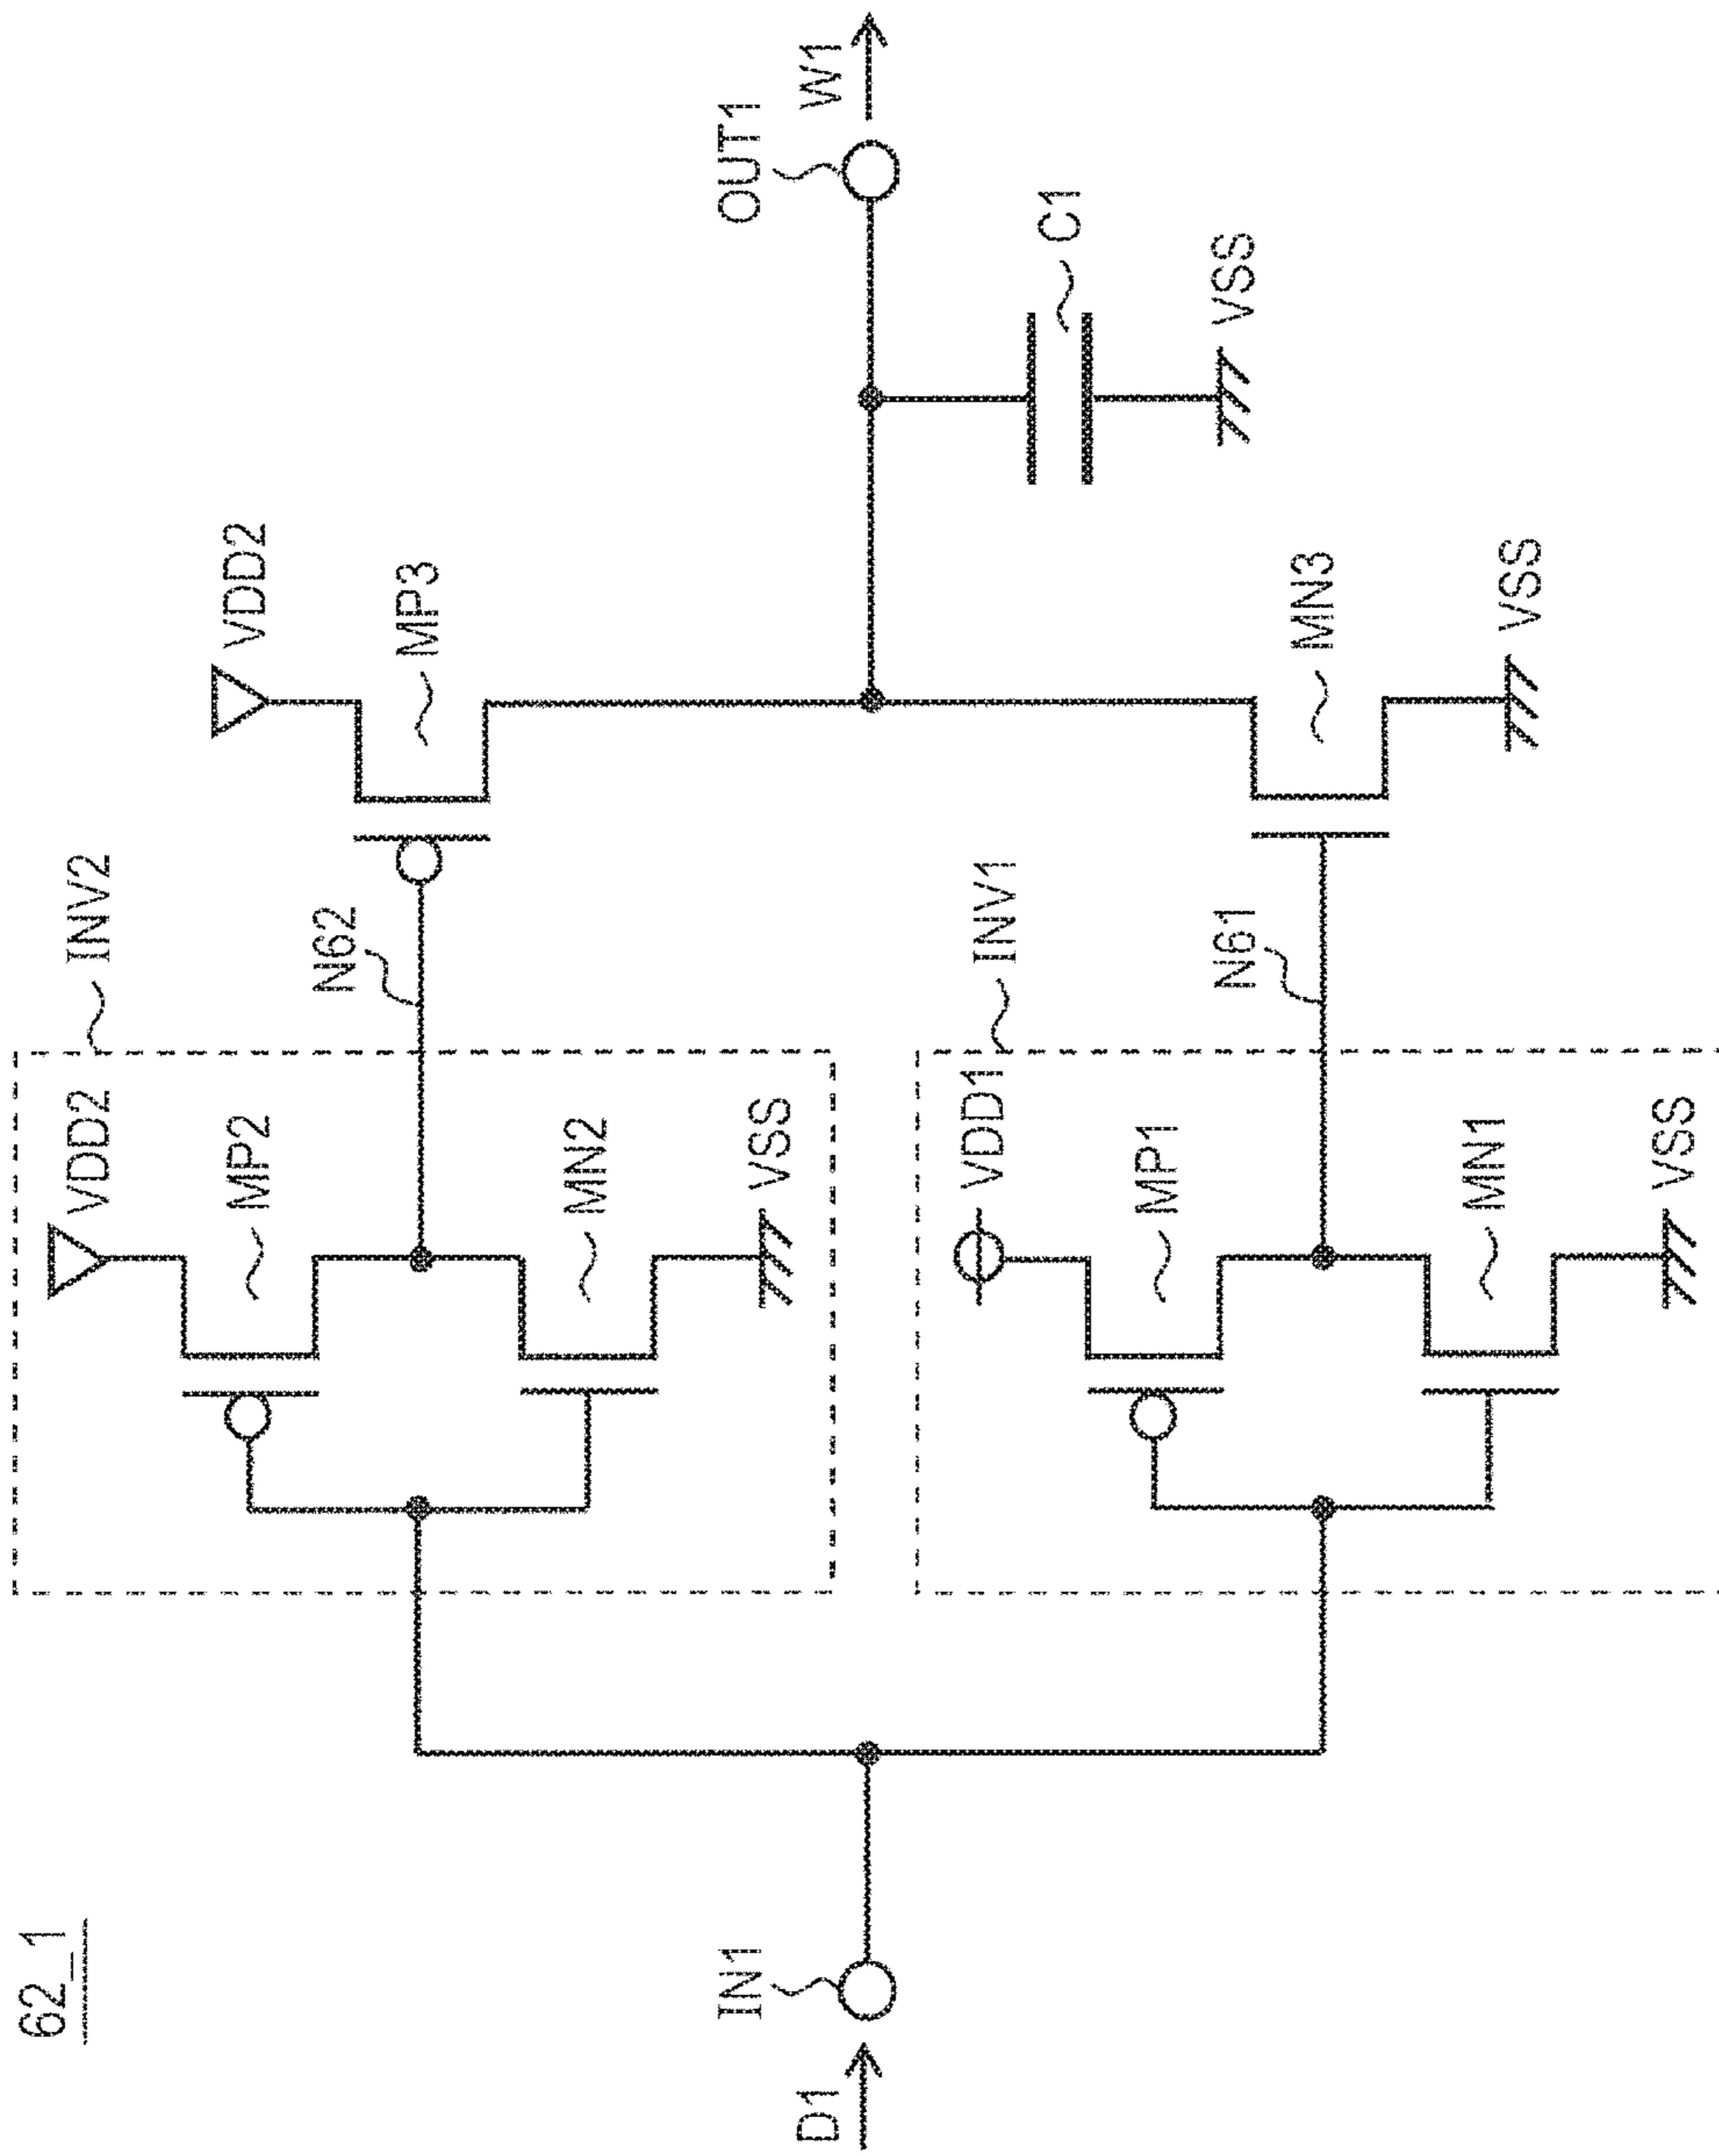 62_1
D1
IN1
INV2
VDD2
MP2
MN2
VSS
N62
INV1
VDD1
MP1
MN1
VSS
N61
VDD2
MP3
MN3
VSS
C1
VSS
OUT1
W1